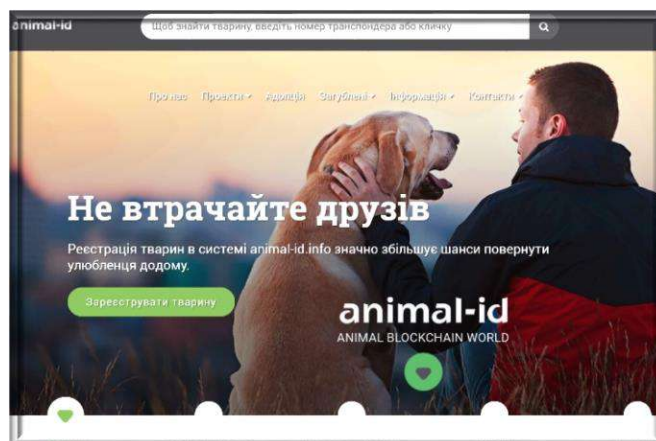 animal-id
Щоб знайти тварину, введіть номер транспондера або кличку
Про нас Проекти Адопція Загублені Інформація Контакти
Не втрачайте друзів
Реєстрація тварин в системі animal-id.info значно збільшує шанси повернути
улюбленця додому.
Зареєструвати тварину
animal-id
ANIMAL BLOCKCHAIN WORLD